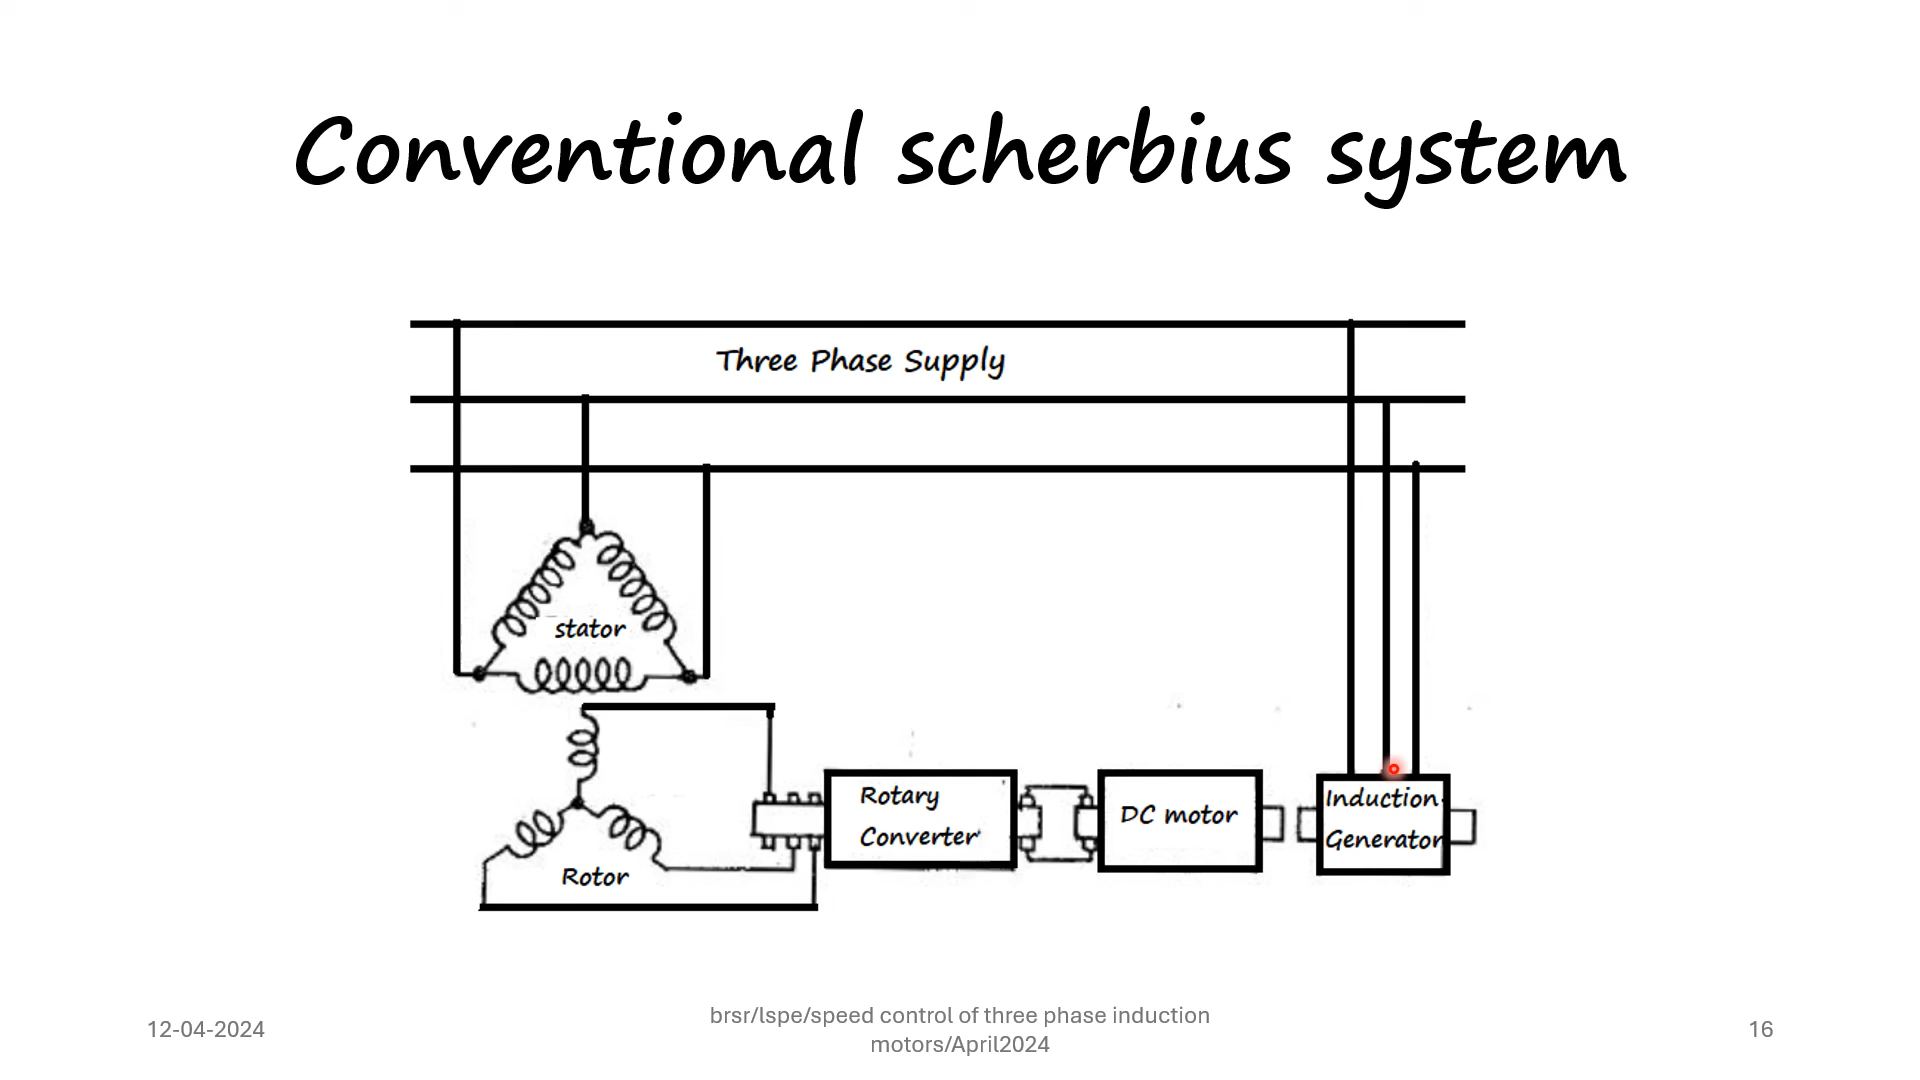 Conventional scherbius system
Three Phase Supply
stator
Rotor
Rotary
Converter
DC motor
Induction
Generator
12-04-2024
brsr/lspe/speed control of three phase induction
motors/April2024
16